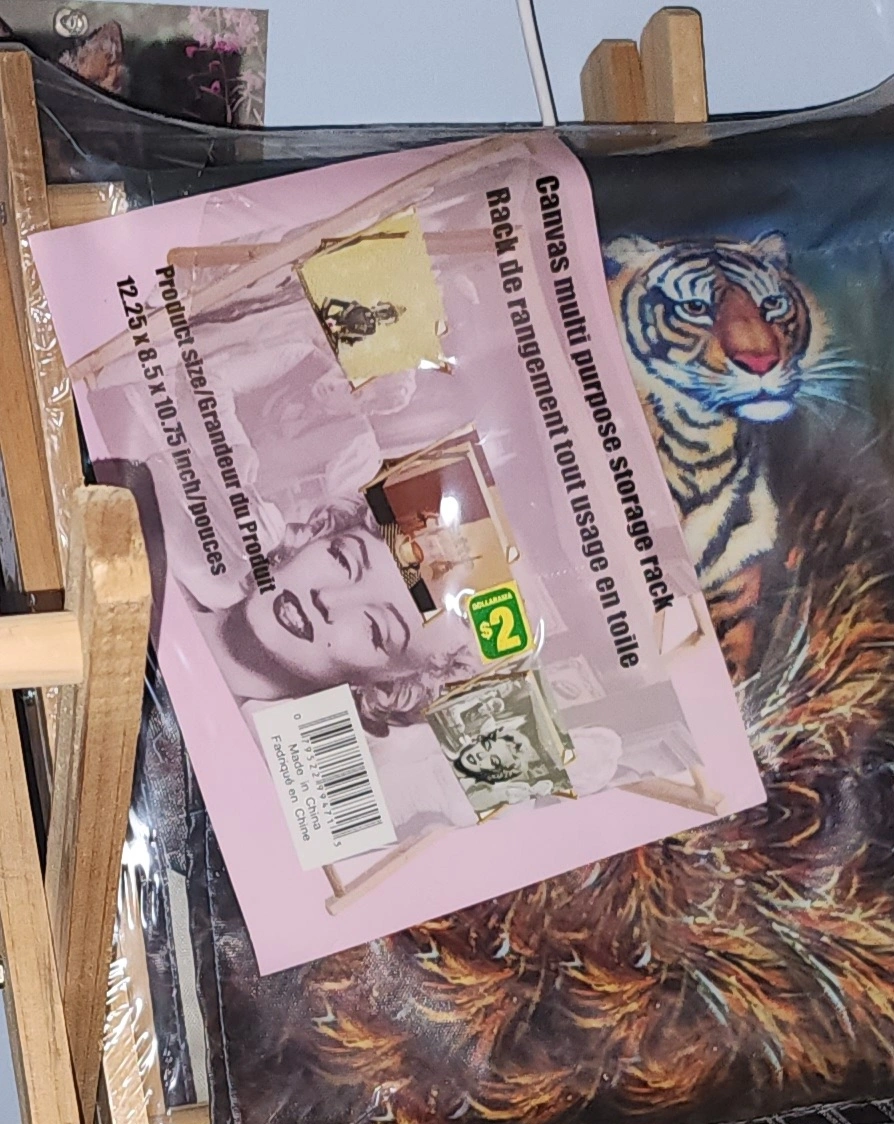 Canvas multi purpose storage rack
Rack de rangement tout usage en toile
DOLLARAMA
$2
Product size/Grandeur du Produit
12.25 x 8.5 x 10.75 inch/pouces
Made in China
Fadriqué en Chine